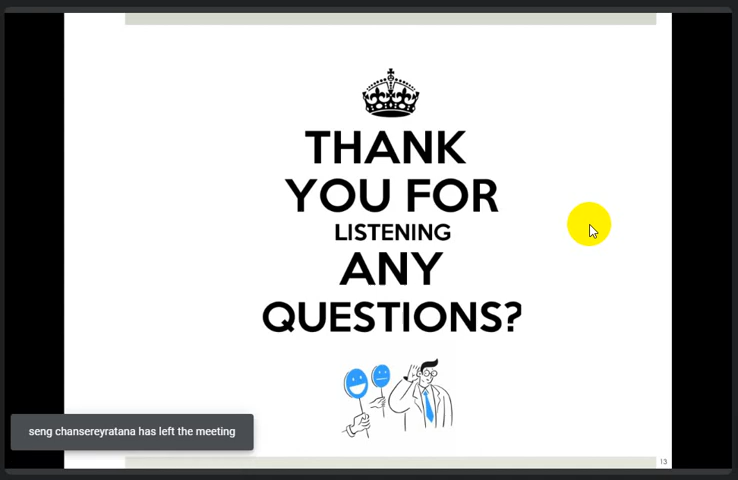 THANK
YOU FOR
LISTENING
ANY
QUESTIONS?
seng chansereyratana has left the meeting
13